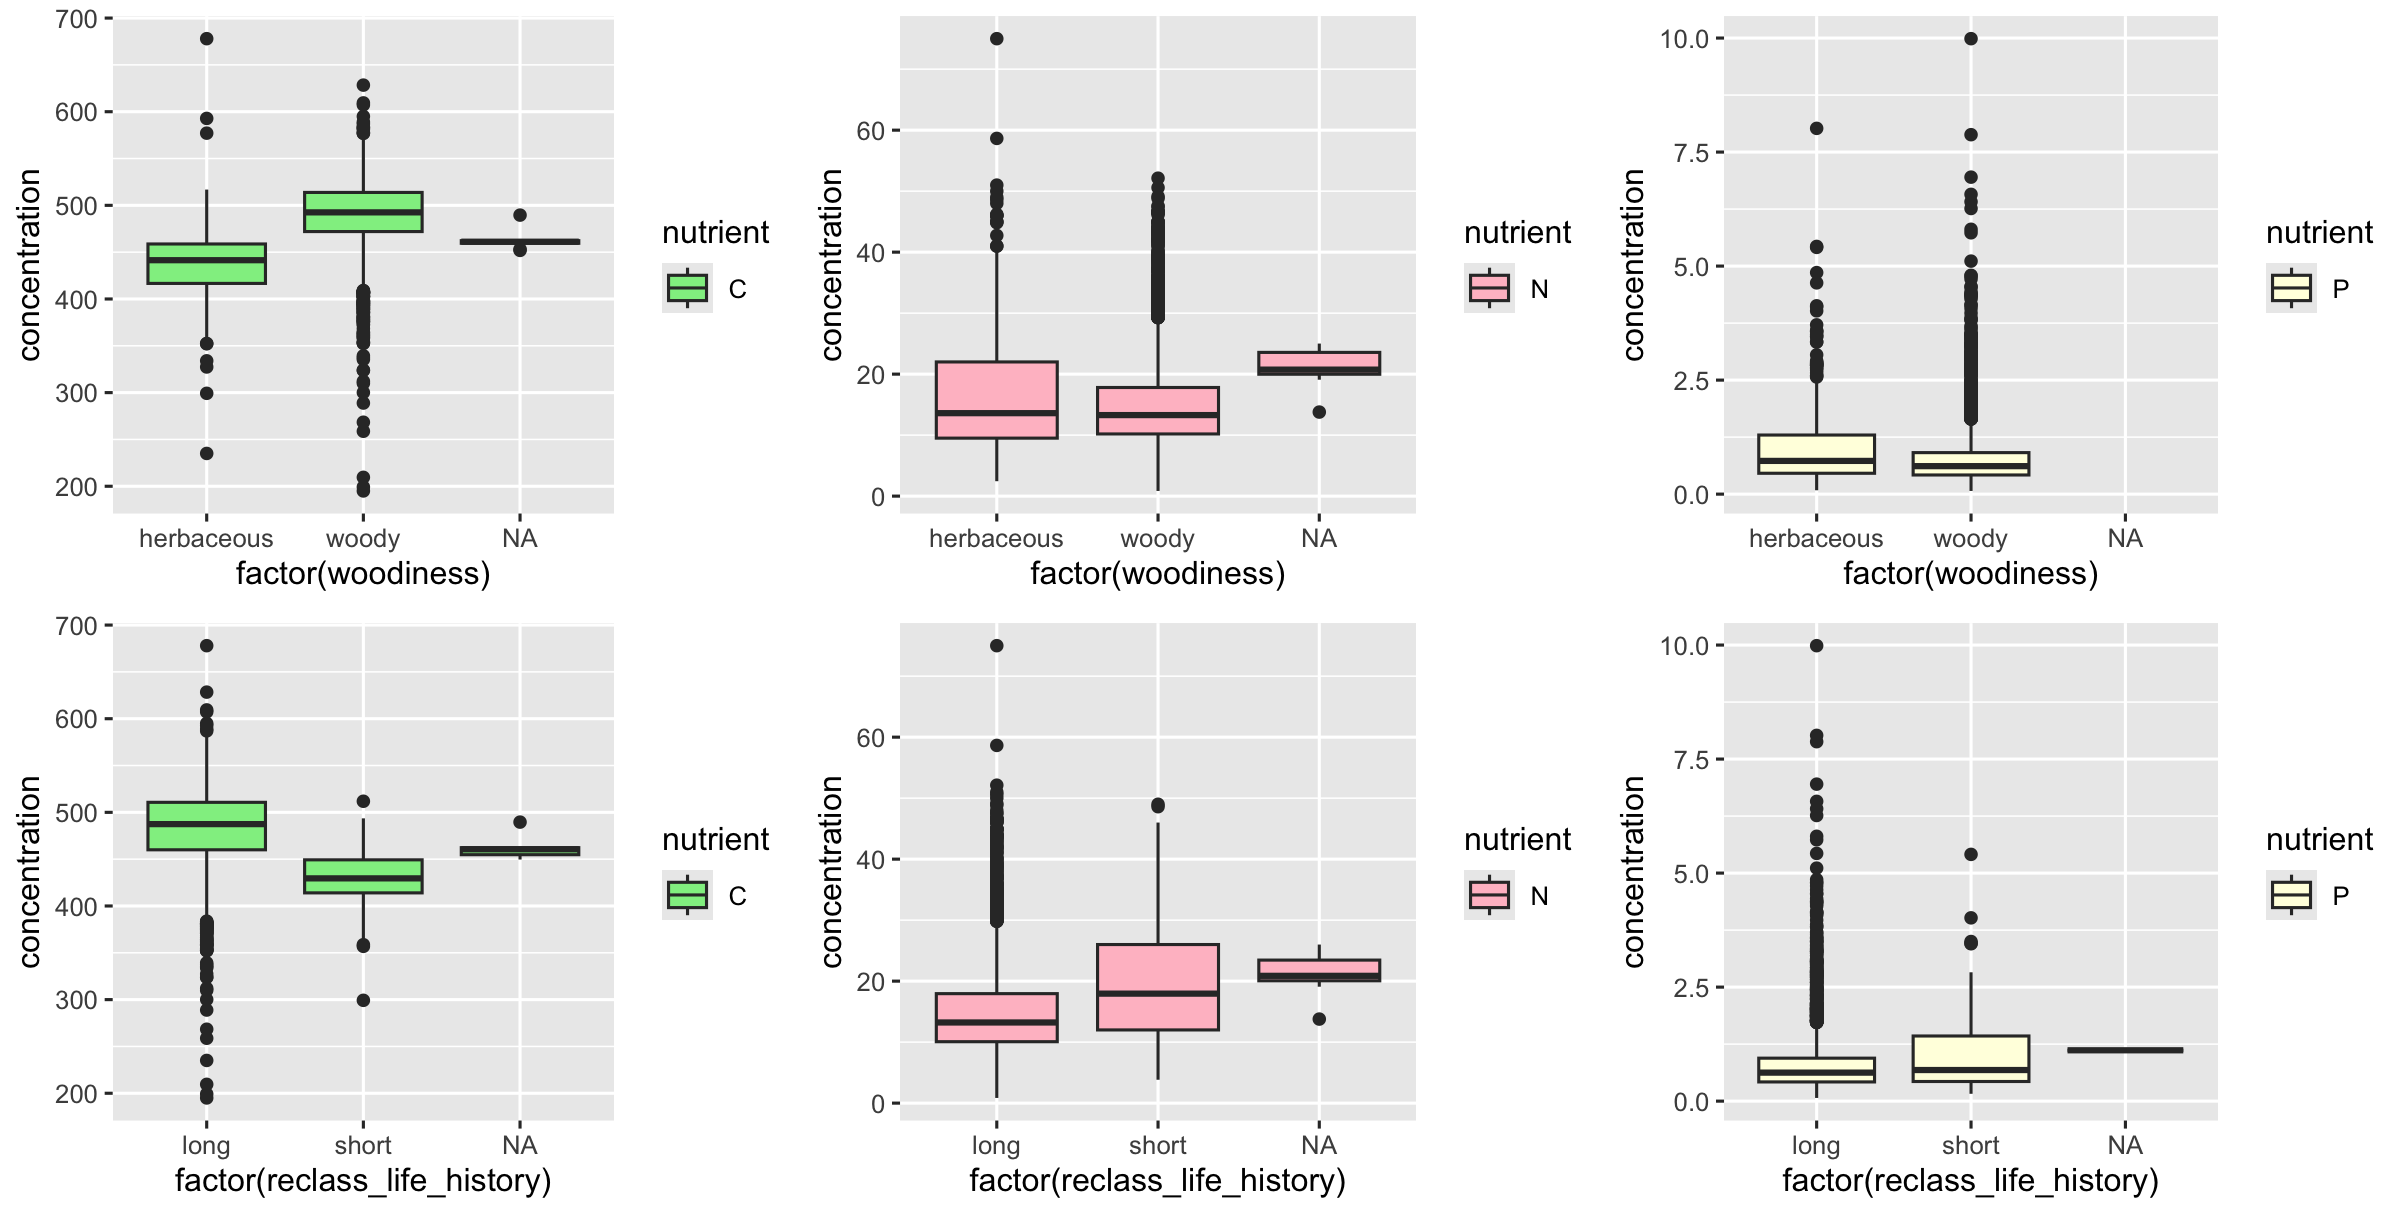 700
600
500
400
300
200
concentration
herbaceous woody NA
factor(woodiness)
nutrient
C
60
40
20
0
concentration
herbaceous woody NA
factor(woodiness)
nutrient
N
10.0
7.5
5.0
2.5
0.0
concentration
herbaceous woody NA
factor(woodiness)
nutrient
P
700
600
500
400
300
200
concentration
long short NA
factor(reclass_life_history)
nutrient
C
60
40
20
0
concentration
long short NA
factor(reclass_life_history)
nutrient
N
10.0
7.5
5.0
2.5
0.0
concentration
long short NA
factor(reclass_life_history)
nutrient
P